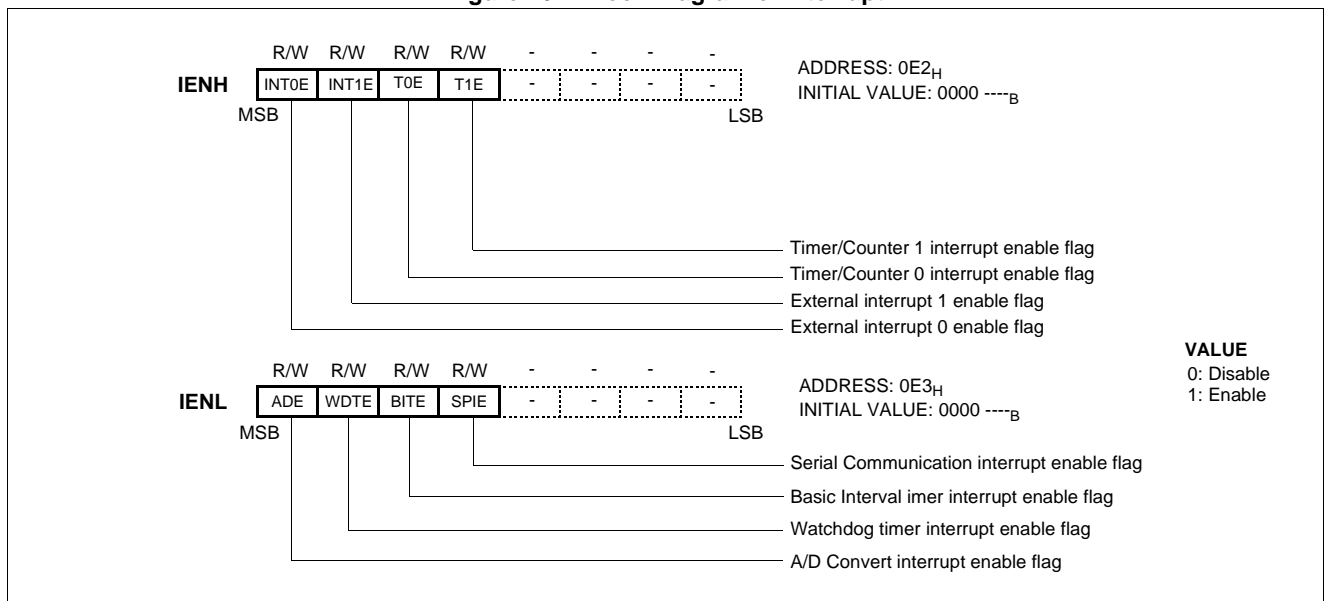 R/W R/W R/W R/W - - - -
IENH INT0E INT1E T0E T1E - - - -
MSB LSB
ADDRESS: 0E2H
INITIAL VALUE: 0000 ----B
Timer/Counter 1 interrupt enable flag
Timer/Counter 0 interrupt enable flag
External interrupt 1 enable flag
External interrupt 0 enable flag
VALUE
0: Disable
1: Enable
R/W R/W R/W R/W - - - -
IENL ADE WDTE BITE SPIE - - - -
MSB LSB
ADDRESS: 0E3H
INITIAL VALUE: 0000 ----B
Serial Communication interrupt enable flag
Basic Interval imer interrupt enable flag
Watchdog timer interrupt enable flag
A/D Convert interrupt enable flag